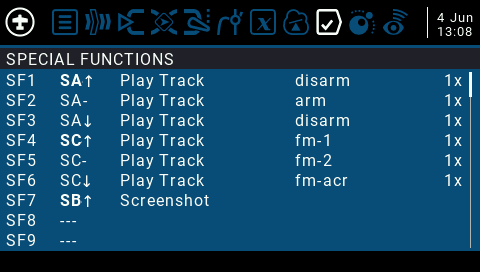 4 Jun
13:08
SPECIAL FUNCTIONS
SF1 SA↑ Play Track disarm 1x
SF2 SA- Play Track arm 1x
SF3 SA↓ Play Track disarm 1x
SF4 SC↑ Play Track fm-1 1x
SF5 SC- Play Track fm-2 1x
SF6 SC↓ Play Track fm-acr 1x
SF7 SB↑ Screenshot
SF8 ---
SF9 ---